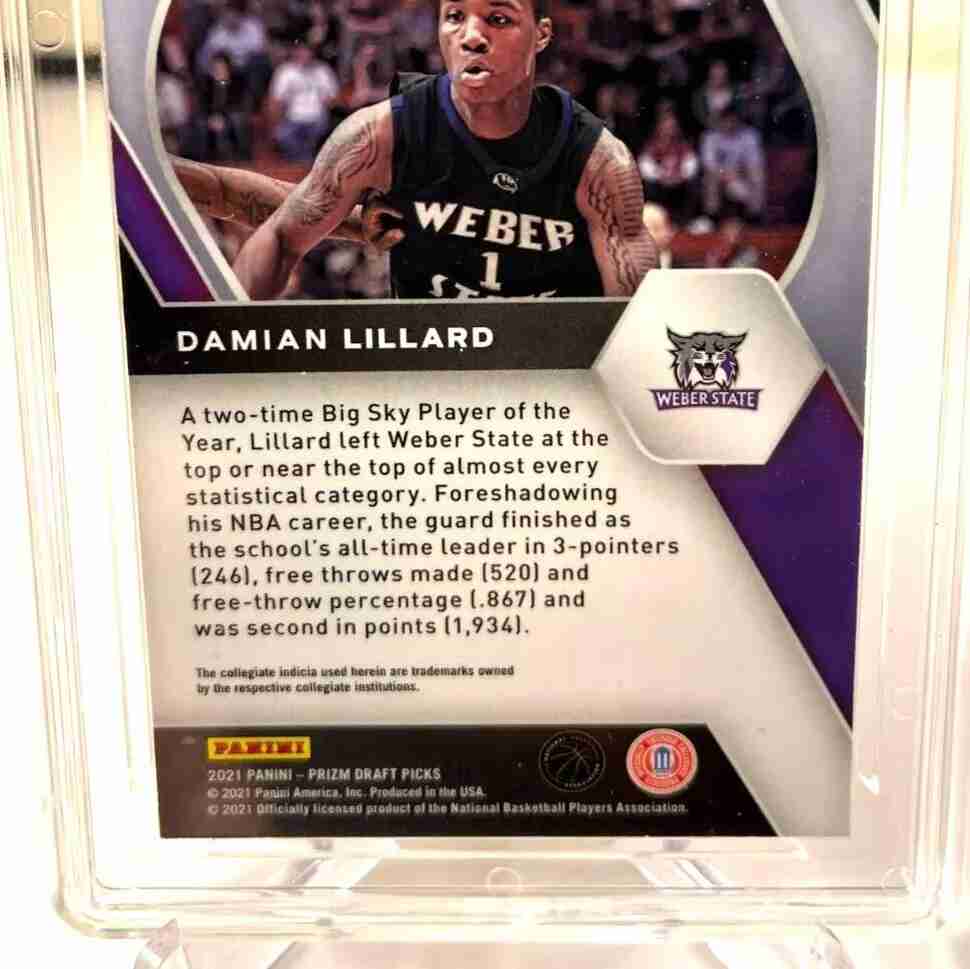 WEBER
1
STATE
DAMIAN LILLARD
WEBER STATE
A two-time Big Sky Player of the
Year, Lillard left Weber State at the
top or near the top of almost every
statistical category. Foreshadowing
his NBA career, the guard finished as
the school's all-time leader in 3-pointers
(246), free throws made (520) and
free-throw percentage (.867) and
was second in points (1,934).
The collegiate indicia used herein are trademarks owned
by the respective collegiate institutions.
PANINI
2021 PANINI – PRIZM DRAFT PICKS
© 2021 Panini America, Inc. Produced in the USA.
© 2021 Officially licensed product of the National Basketball Players Association.